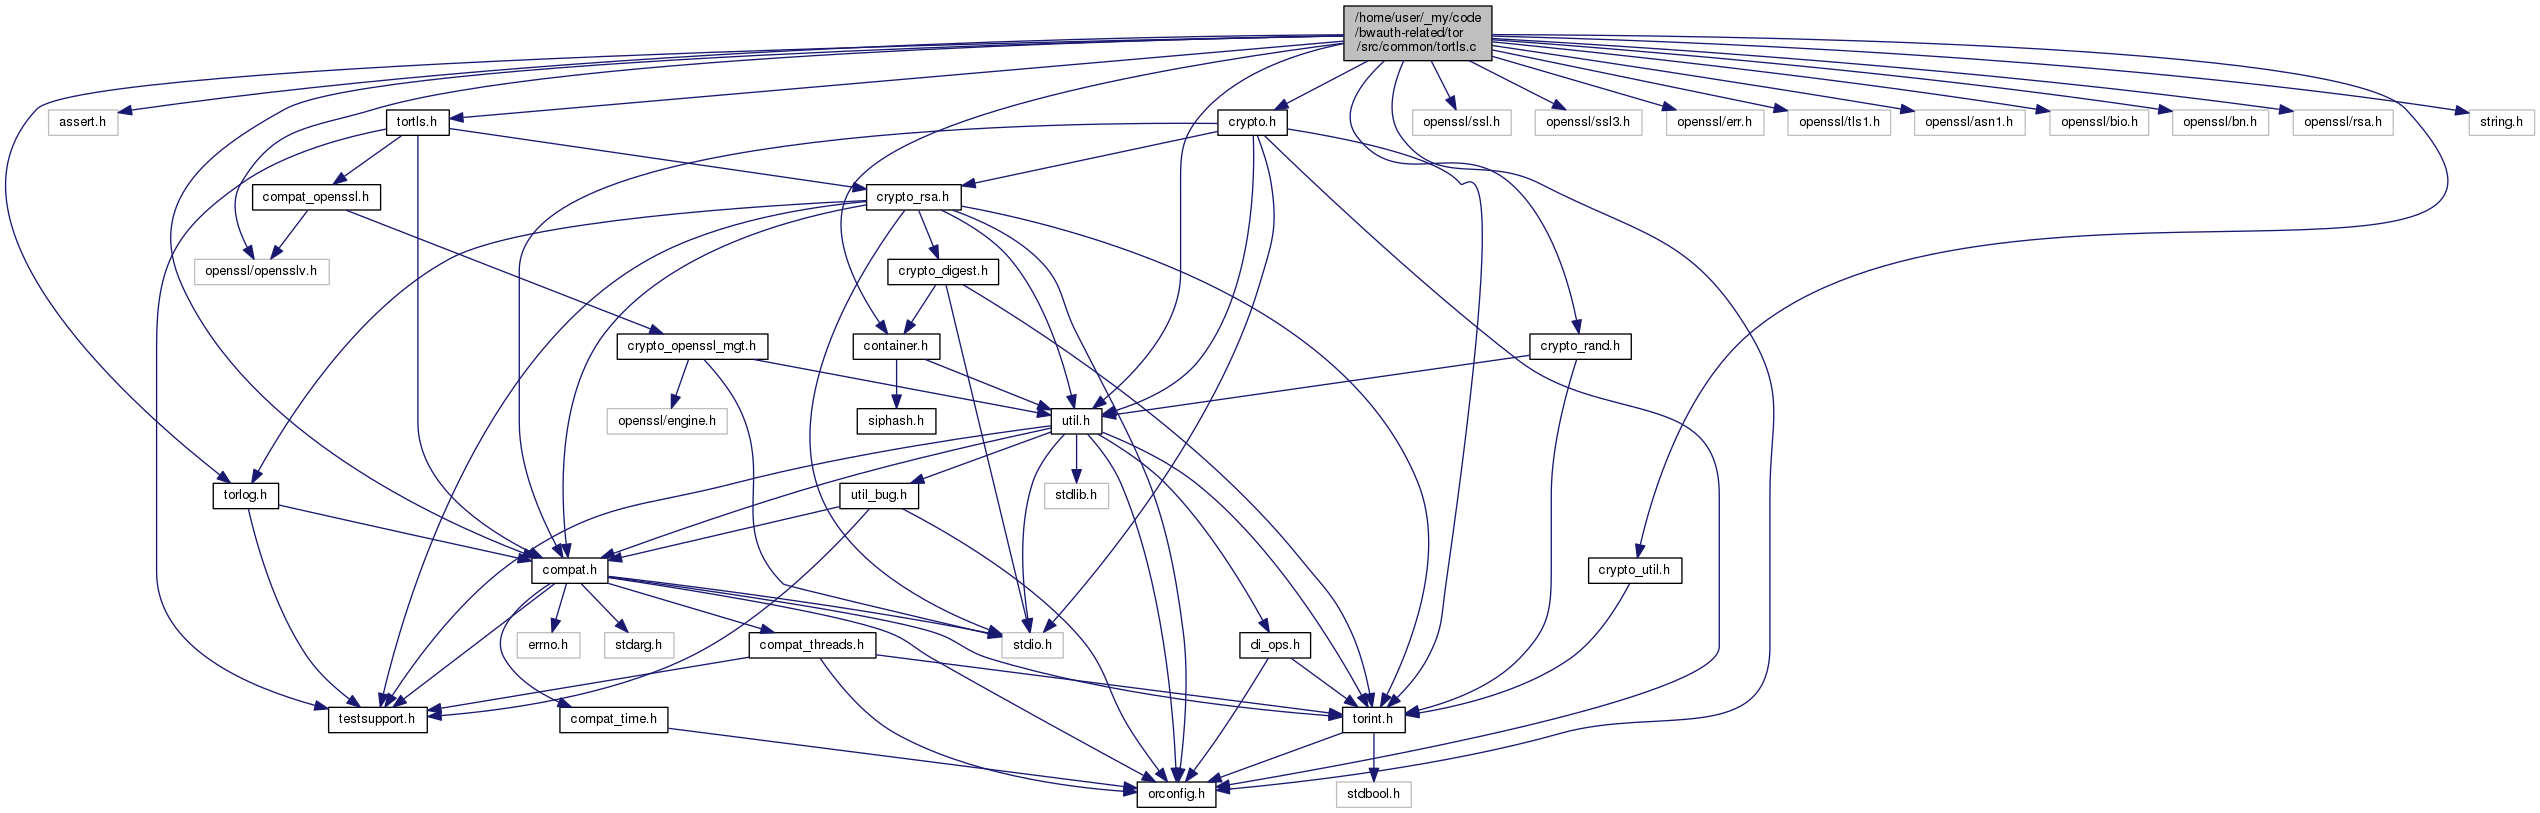 /home/user/_my/code
/bwauth-related/tor
/src/common/tortls.c
assert.h
tortls.h
crypto.h
openssl/ssl.h
openssl/ssl3.h
openssl/err.h
openssl/tls1.h
openssl/asn1.h
openssl/bio.h
openssl/bn.h
openssl/rsa.h
string.h
compat_openssl.h
crypto_rsa.h
openssl/opensslv.h
crypto_digest.h
crypto_openssl_mgt.h
container.h
crypto_rand.h
openssl/engine.h
siphash.h
util.h
torlog.h
util_bug.h
stdlib.h
compat.h
crypto_util.h
errno.h
stdarg.h
compat_threads.h
stdio.h
di_ops.h
testsupport.h
compat_time.h
torint.h
orconfig.h
stdbool.h